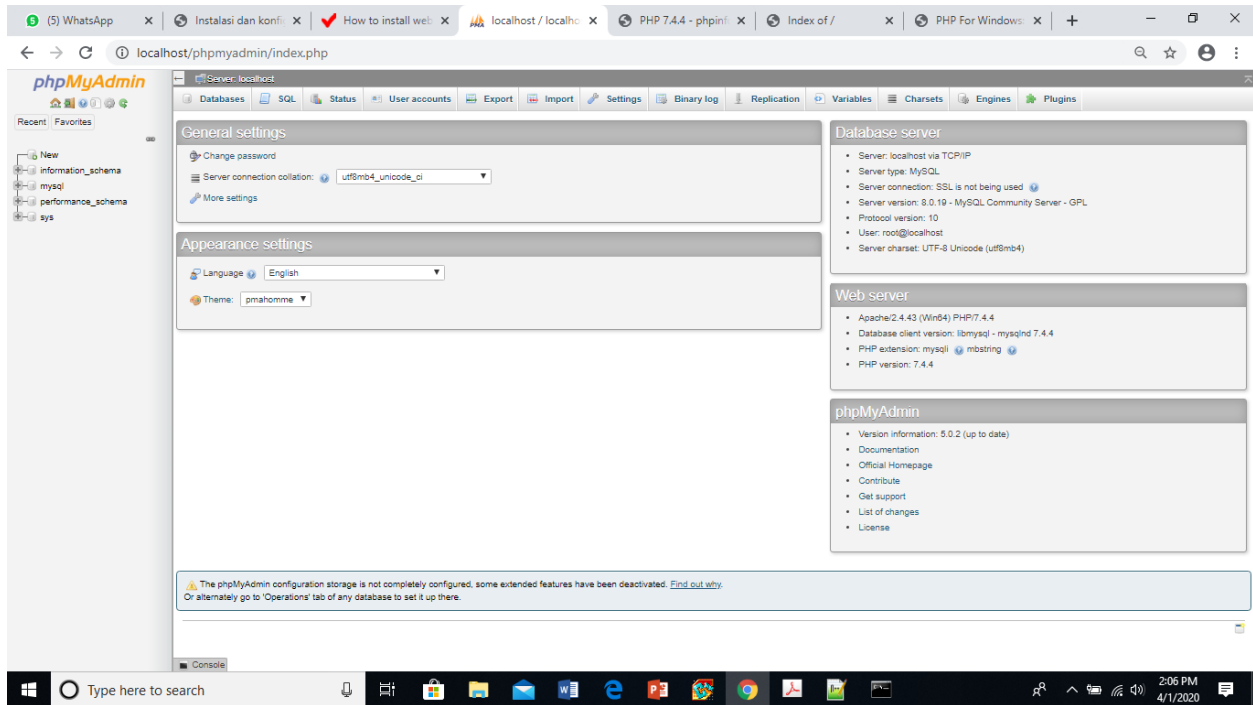 (5) WhatsApp
Instalasi dan konfi
How to install web
localhost / localho
PHP 7.4.4 - phpinf
Index of /
PHP For Windows:
localhost/phpmyadmin/index.php
phpMyAdmin
Recent Favorites
New
information_schema
mysql
performance_schema
sys
Server: localhost
Databases SQL Status User accounts Export Import Settings Binary log Replication Variables Charsets Engines Plugins
General settings
Change password
Server connection collation: utf8mb4_unicode_ci
More settings
Appearance settings
Language English
Theme: pmahomme
Database server
Server: localhost via TCP/IP
Server type: MySQL
Server connection: SSL is not being used
Server version: 8.0.19 - MySQL Community Server - GPL
Protocol version: 10
User: root@localhost
Server charset: UTF-8 Unicode (utf8mb4)
Web server
Apache/2.4.43 (Win64) PHP/7.4.4
Database client version: libmysql - mysqlnd 7.4.4
PHP extension: mysqli mbstring
PHP version: 7.4.4
phpMyAdmin
Version information: 5.0.2 (up to date)
Documentation
Official Homepage
Contribute
Get support
List of changes
License
The phpMyAdmin configuration storage is not completely configured, some extended features have been deactivated. Find out why.
Or alternately go to 'Operations' tab of any database to set it up there.
Console
Type here to search
2:06 PM
4/1/2020